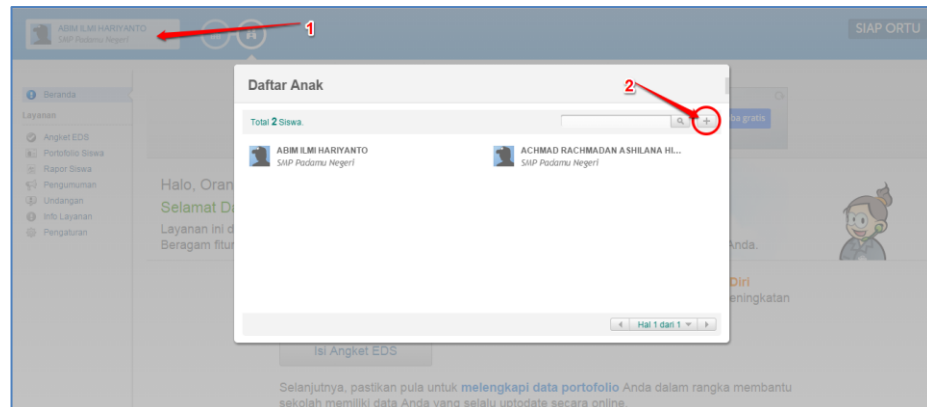 ABIM ILMI HARIYANTO
SMP Padamu Negeri
1
SIAP ORTU
Beranda
Layanan
Angket EDS
Portofolio Siswa
Rapor Siswa
Pengumuman
Undangan
Info Layanan
Pengaturan
Daftar Anak
2
Total 2 Siswa.
+
ba gratis
ABIM ILMI HARIYANTO
SMP Padamu Negeri
ACHMAD RACHMADAN ASHILANA HI...
SMP Padamu Negeri
Halo, Oran
Selamat Da
Layanan ini d
Beragam fitur
Anda.
Diri
eningkatan
Hal 1 dari 1
Isi Angket EDS
Selanjutnya, pastikan pula untuk melengkapi data portofolio Anda dalam rangka membantu
sekolah memiliki data Anda yang selalu uptodate secara online.